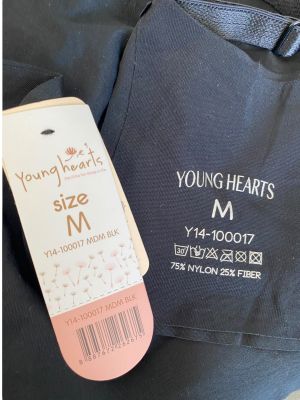 Young hearts
size
M
Y14-100017 MDM BLK
Y14-100017 MDM BLK
YOUNG HEARTS
M
Y14-100017
30
75% NYLON 25% FIBER